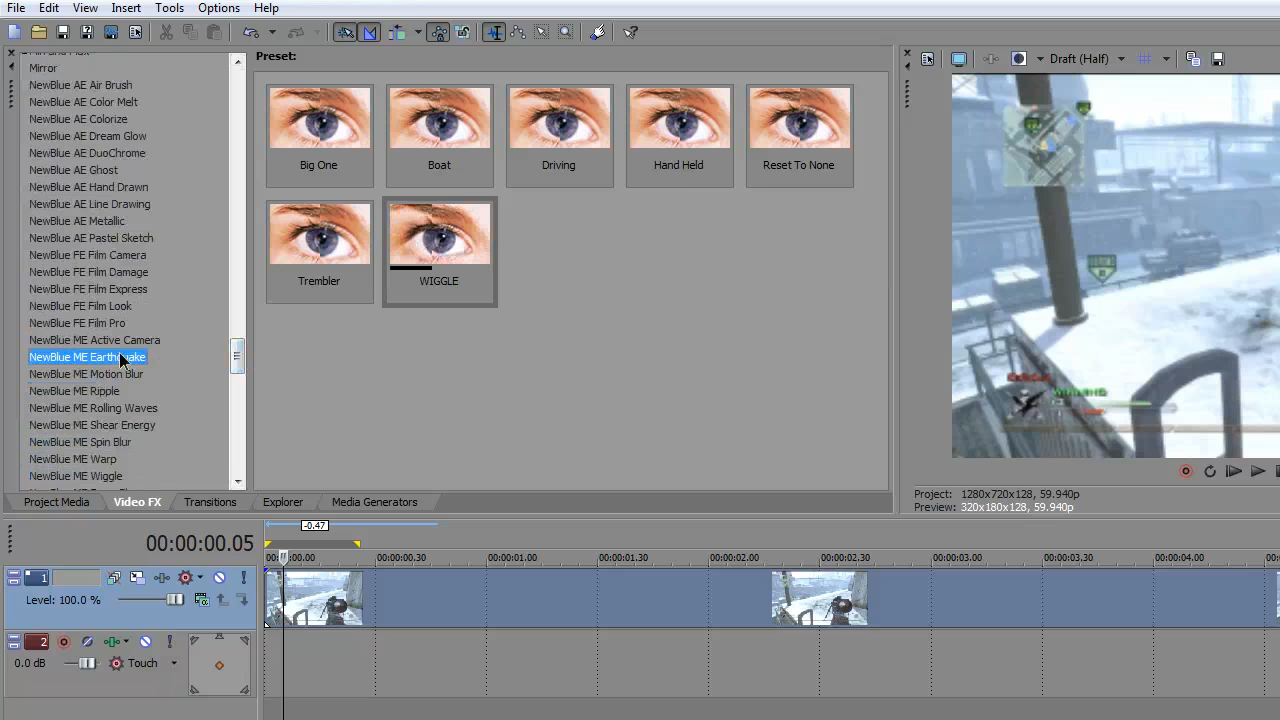 File Edit View Insert Tools Options Help
Preset:
Draft (Half)
Mirror
NewBlue AE Air Brush
NewBlue AE Color Melt
NewBlue AE Colorize
NewBlue AE Dream Glow
NewBlue AE DuoChrome
NewBlue AE Ghost
NewBlue AE Hand Drawn
NewBlue AE Line Drawing
NewBlue AE Metallic
NewBlue AE Pastel Sketch
NewBlue FE Film Camera
NewBlue FE Film Damage
NewBlue FE Film Express
NewBlue FE Film Look
NewBlue FE Film Pro
NewBlue ME Active Camera
NewBlue ME Earthquake
NewBlue ME Motion Blur
NewBlue ME Ripple
NewBlue ME Rolling Waves
NewBlue ME Shear Energy
NewBlue ME Spin Blur
NewBlue ME Warp
NewBlue ME Wiggle
Big One Boat Driving Hand Held Reset To None
Trembler WIGGLE
Project Media Video FX Transitions Explorer Media Generators
Project: 1280x720x128, 59.940p
Preview: 320x180x128, 59.940p
-0.47
00:00:00.05
00:00:00.30 00:00:01.00 00:00:01.30 00:00:02.00 00:00:02.30 00:00:03.00 00:00:03.30 00:00:04.00
1
Level: 100.0 %
2
0.0 dB Touch